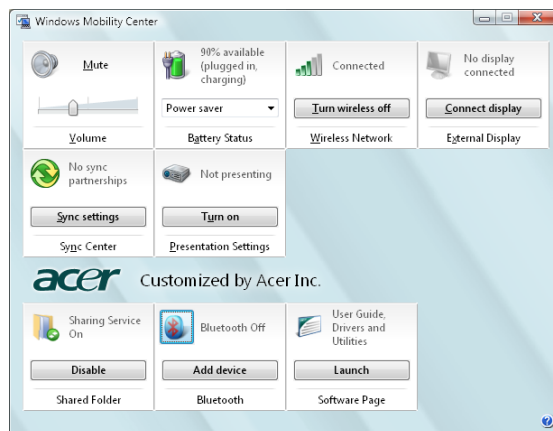 Windows Mobility Center
Mute
Volume
90% available
(plugged in,
charging)
Power saver
Battery Status
Connected
Turn wireless off
Wireless Network
No display
connected
Connect display
External Display
No sync
partnerships
Sync settings
Sync Center
Not presenting
Turn on
Presentation Settings
acer Customized by Acer Inc.
Sharing Service
On
Disable
Shared Folder
Bluetooth Off
Add device
Bluetooth
User Guide,
Drivers and
Utilities
Launch
Software Page